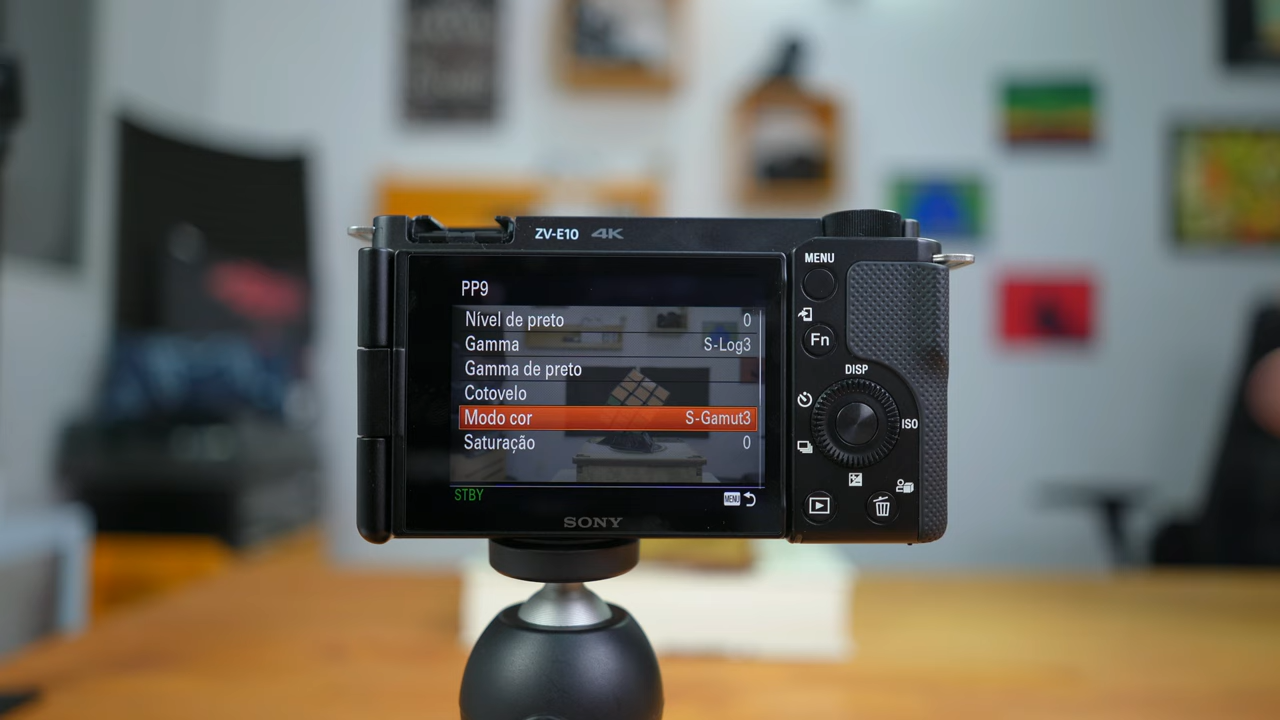 ZV-E10 4K
MENU
PP9
Nível de preto 0
Gamma S-Log3
Gamma de preto
Cotovelo
Modo cor S-Gamut3
Saturação 0
STBY MENU
SONY
Fn
DISP
ISO